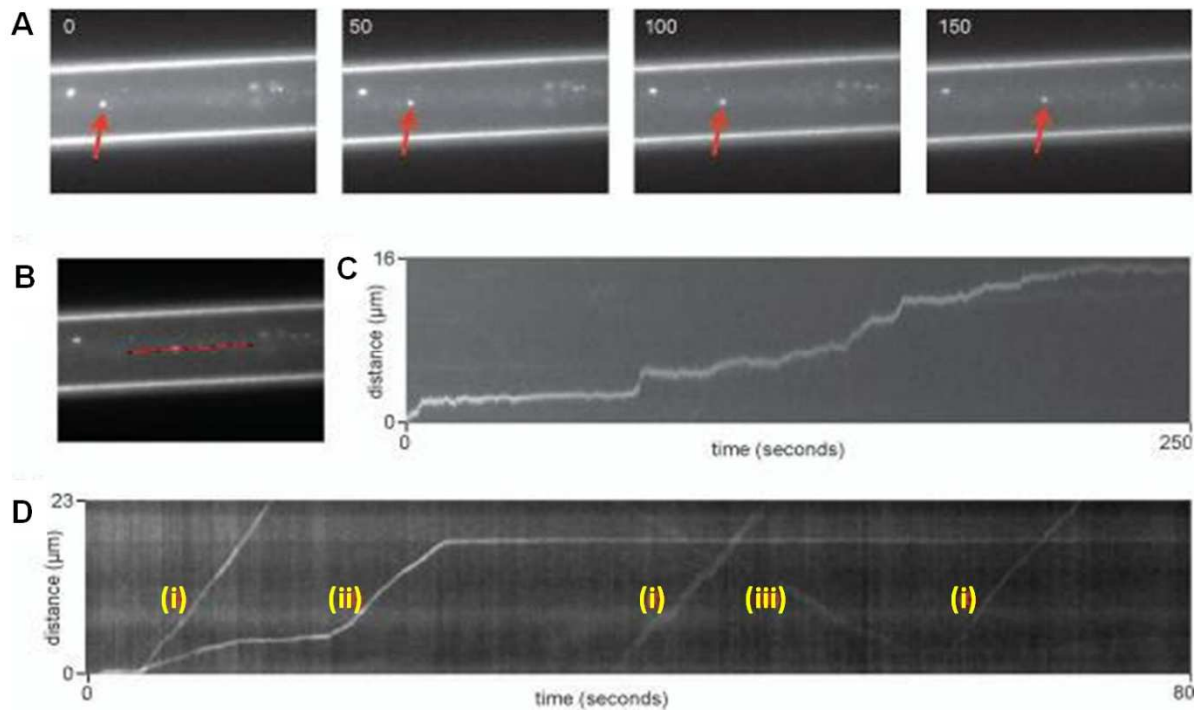 A
0
50
100
150
B
C
16
distance (µm)
0
0
250
time (seconds)
D
23
distance (µm)
0
(i)
(ii)
(i)
(iii)
(i)
0
80
time (seconds)